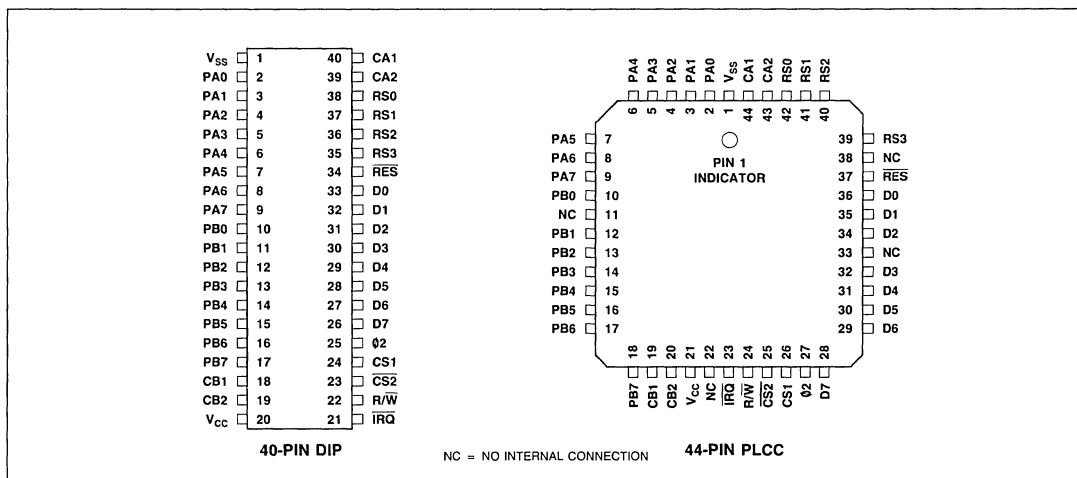 VSS 1 40 CA1
PA0 2 39 CA2
PA1 3 38 RS0
PA2 4 37 RS1
PA3 5 36 RS2
PA4 6 35 RS3
PA5 7 34 R̅E̅S̅
PA6 8 33 D0
PA7 9 32 D1
PB0 10 31 D2
PB1 11 30 D3
PB2 12 29 D4
PB3 13 28 D5
PB4 14 27 D6
PB5 15 26 D7
PB6 16 25 Ø2
PB7 17 24 CS1
CB1 18 23 C̅S̅2̅
CB2 19 22 R/W̅
VCC 20 21 I̅R̅Q̅
40-PIN DIP
PA4 PA3 PA2 PA1 PA0 VSS CA1 CA2 RS0 RS1 RS2
6 5 4 3 2 1 44 43 42 41 40
PA5 7 39 RS3
PA6 8 38 NC
PA7 9 37 R̅E̅S̅
PB0 10 36 D0
NC 11 35 D1
PB1 12 34 D2
PB2 13 33 NC
PB3 14 32 D3
PB4 15 31 D4
PB5 16 30 D5
PB6 17 29 D6
PIN 1
INDICATOR
18 19 20 21 22 23 24 25 26 27 28
PB7 CB1 CB2 VCC NC I̅R̅Q̅ R/W̅ C̅S̅2̅ CS1 Ø2 D7
44-PIN PLCC
NC = NO INTERNAL CONNECTION